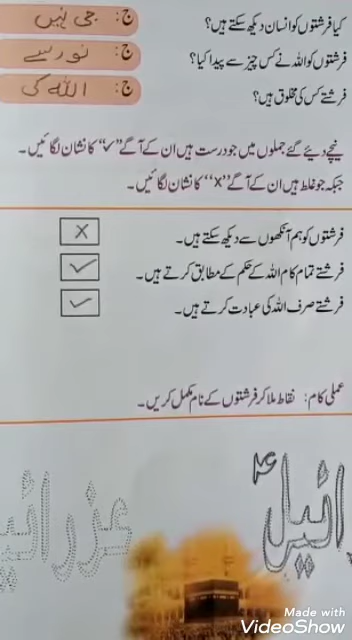 کیا فرشتوں کو انسان دیکھ سکتے ہیں؟ ج: جی نہیں
فرشتوں کو اللہ نے کس چیز سے پیدا کیا؟ ج: نور سے
فرشتے کس کی مخلوق ہیں؟ ج: اللہ کی
نیچے دیئے گئے جملوں میں جو درست ہیں ان کے آگے "✓" کا نشان لگائیں۔
جبکہ جو غلط ہیں ان کے آگے "x" کا نشان لگائیں۔
فرشتوں کو ہم آنکھوں سے دیکھ سکتے ہیں۔ x
فرشتے تمام کام اللہ کے حکم کے مطابق کرتے ہیں۔ ✓
فرشتے صرف اللہ کی عبادت کرتے ہیں۔ ✓
عملی کام: نقاط ملا کر فرشتوں کے نام مکمل کریں۔
Made with
VideoShow